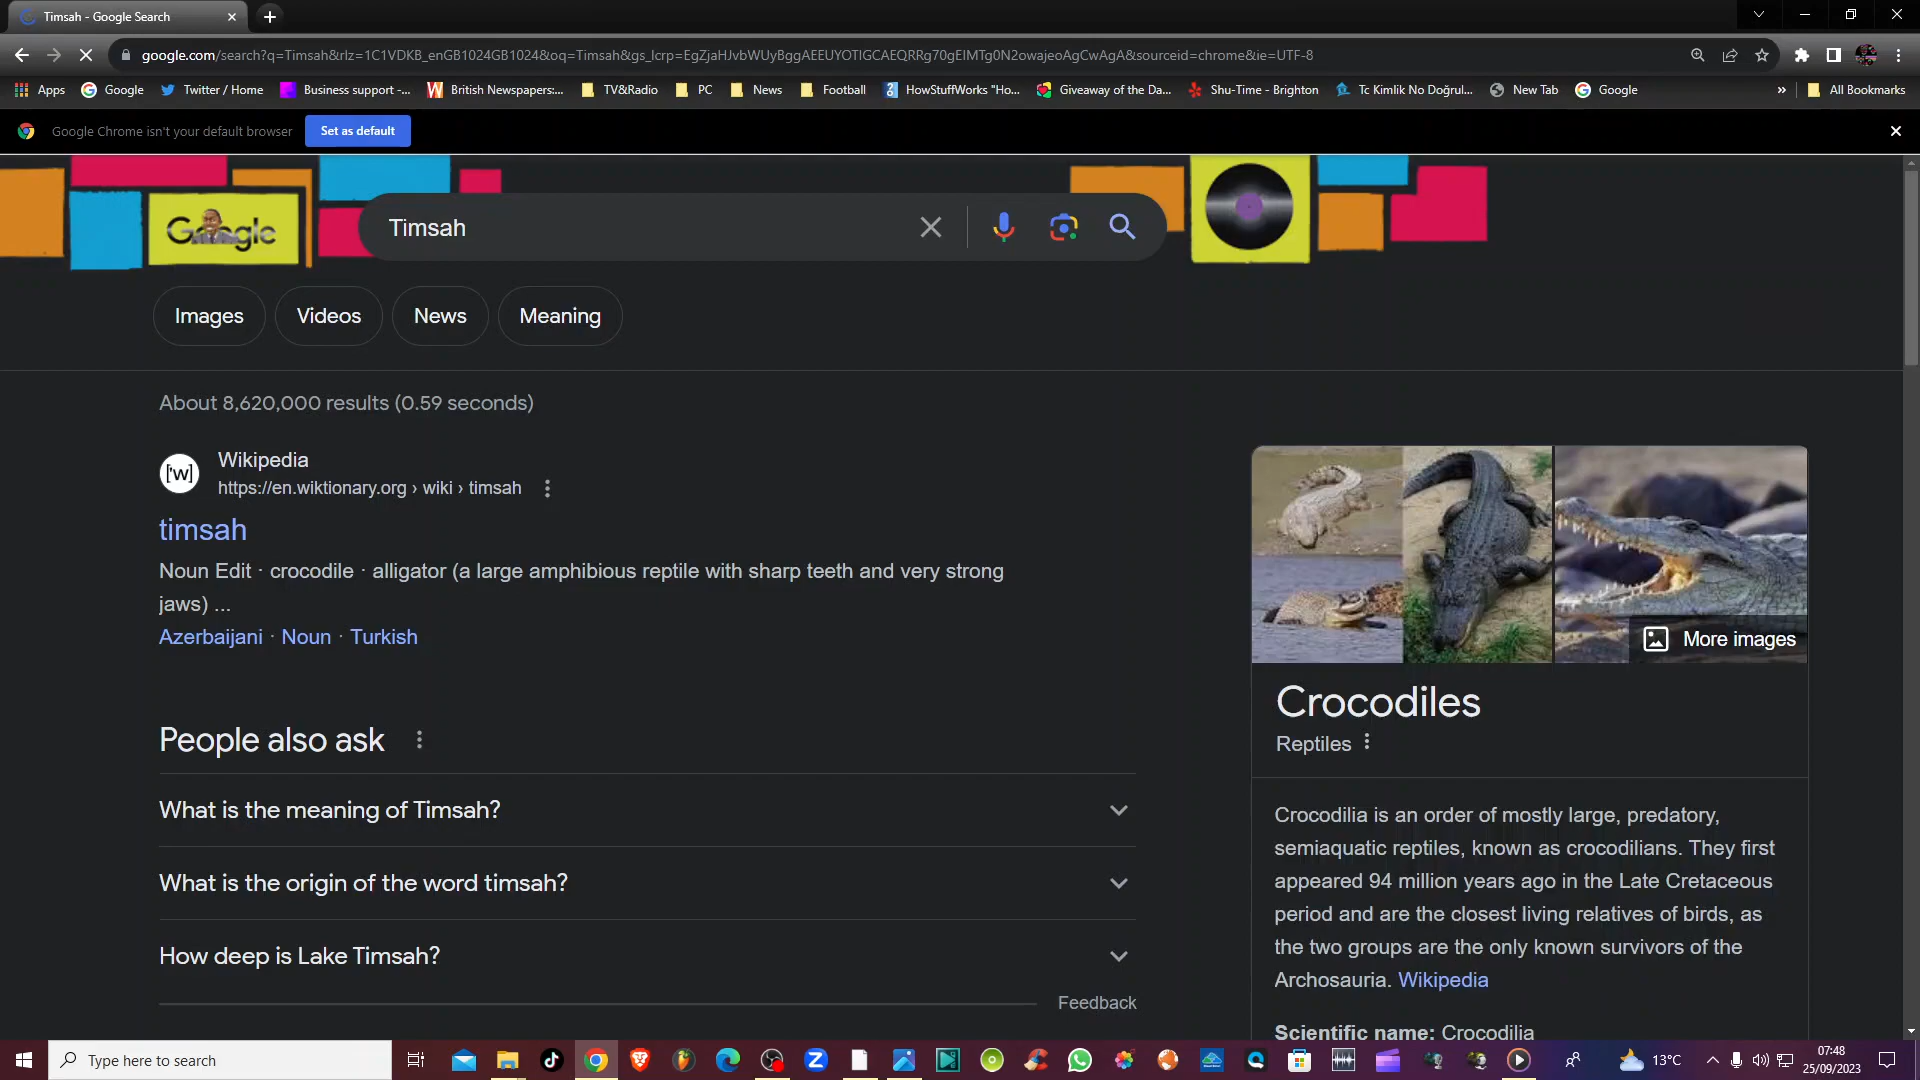 Timsah - Google Search
google.com/search?q=Timsah&rlz=1C1VDKB_enGB1024GB1024&oq=Timsah&gs_lcrp=EgZjaHJvbWUyBggAEEUYOTIGCAEQRRg70gEIMTg0N2owajeoAgCwAgA&sourceid=chrome&ie=UTF-8
Apps Google Twitter / Home Business support -... British Newspapers:... TV&Radio PC News Football HowStuffWorks "Ho... Giveaway of the Da... Shu-Time - Brighton Tc Kimlik No Doğrul... New Tab Google » All Bookmarks
Google Chrome isn't your default browser Set as default
Google
Timsah
Images Videos News Meaning
About 8,620,000 results (0.59 seconds)
['w]
Wikipedia
https://en.wiktionary.org › wiki › timsah
timsah
Noun Edit · crocodile · alligator (a large amphibious reptile with sharp teeth and very strong
jaws) ...
Azerbaijani · Noun · Turkish
People also ask
What is the meaning of Timsah?
What is the origin of the word timsah?
How deep is Lake Timsah?
Feedback
More images
Crocodiles
Reptiles
Crocodilia is an order of mostly large, predatory,
semiaquatic reptiles, known as crocodilians. They first
appeared 94 million years ago in the Late Cretaceous
period and are the closest living relatives of birds, as
the two groups are the only known survivors of the
Archosauria. Wikipedia
Scientific name: Crocodilia
Type here to search
13°C
07:48
25/09/2023